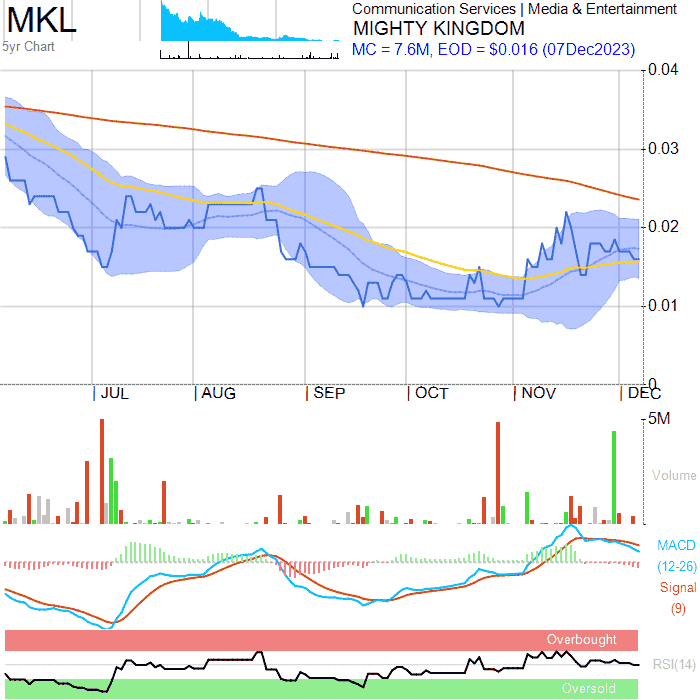 MKL
5yr Chart
Communication Services | Media & Entertainment
MIGHTY KINGDOM
MC = 7.6M, EOD = $0.016 (07Dec2023)
0.04
0.03
0.02
0.01
0
JUL
AUG
SEP
OCT
NOV
DEC
5M
Volume
MACD
(12-26)
Signal
(9)
Overbought
RSI(14)
Oversold